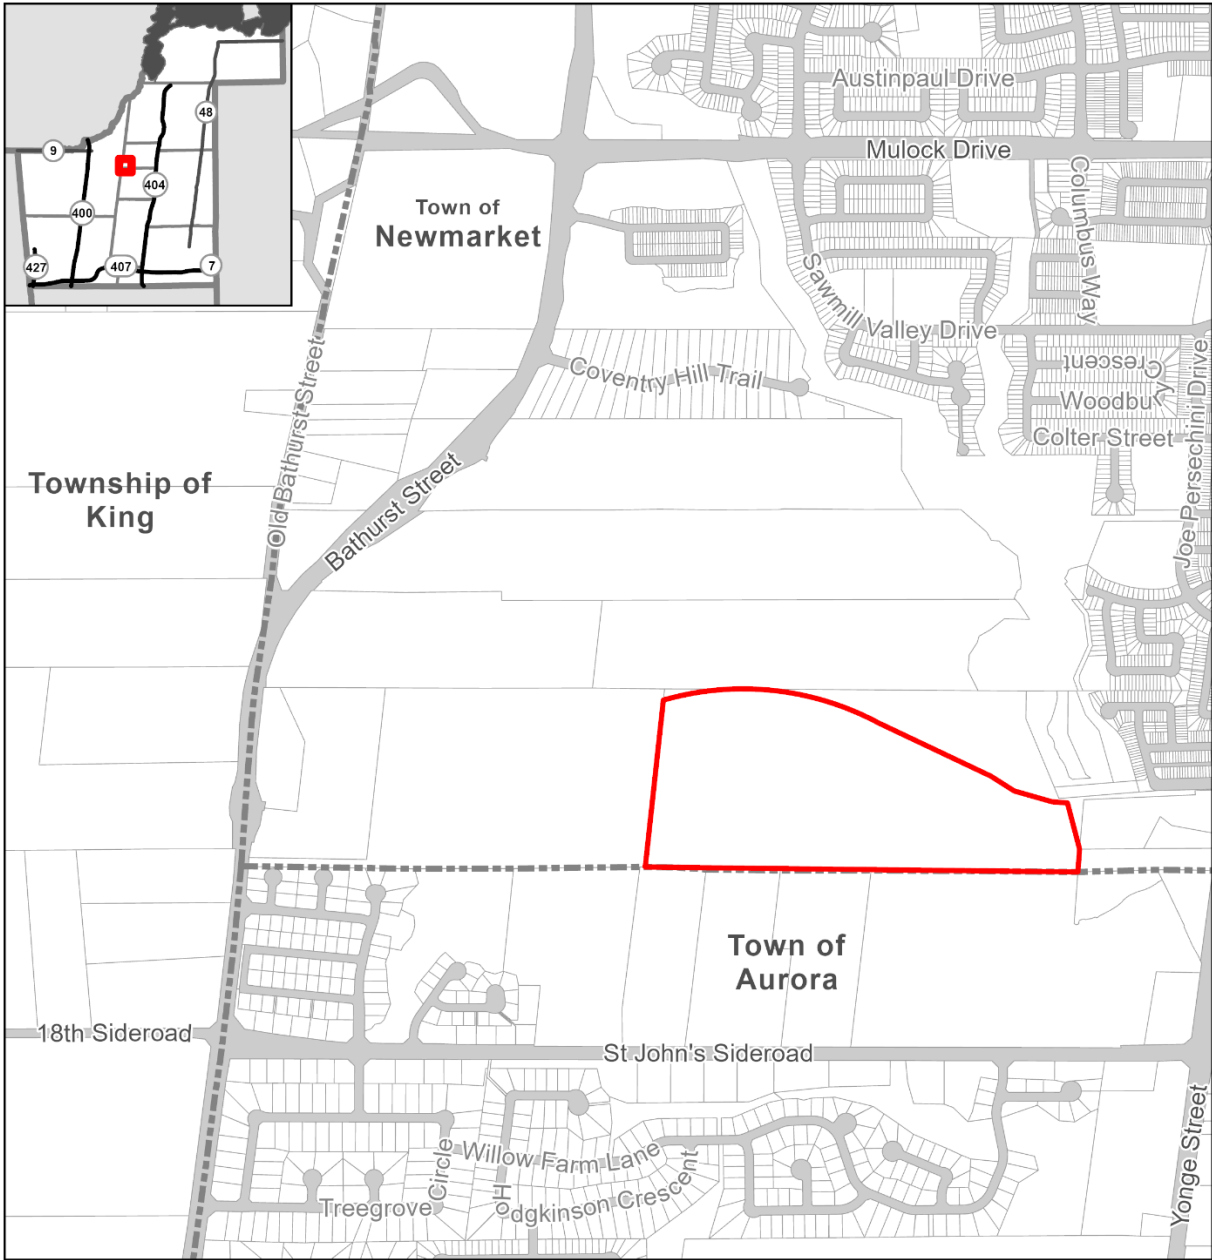 48
9
404
400
427
407
7
Austinpaul Drive
Mulock Drive
Columbus Way
Town of
Newmarket
Sawmill Valley Drive
Old Bathurst Street
Coventry Hill Trail
Woodbury Crescent
Colter Street
Joe Persechini Drive
Township of
King
Bathurst Street
Town of
Aurora
18th Sideroad
St John's Sideroad
Yonge Street
Willow Farm Lane
Treegrove Circle
Hodgkinson Crescent